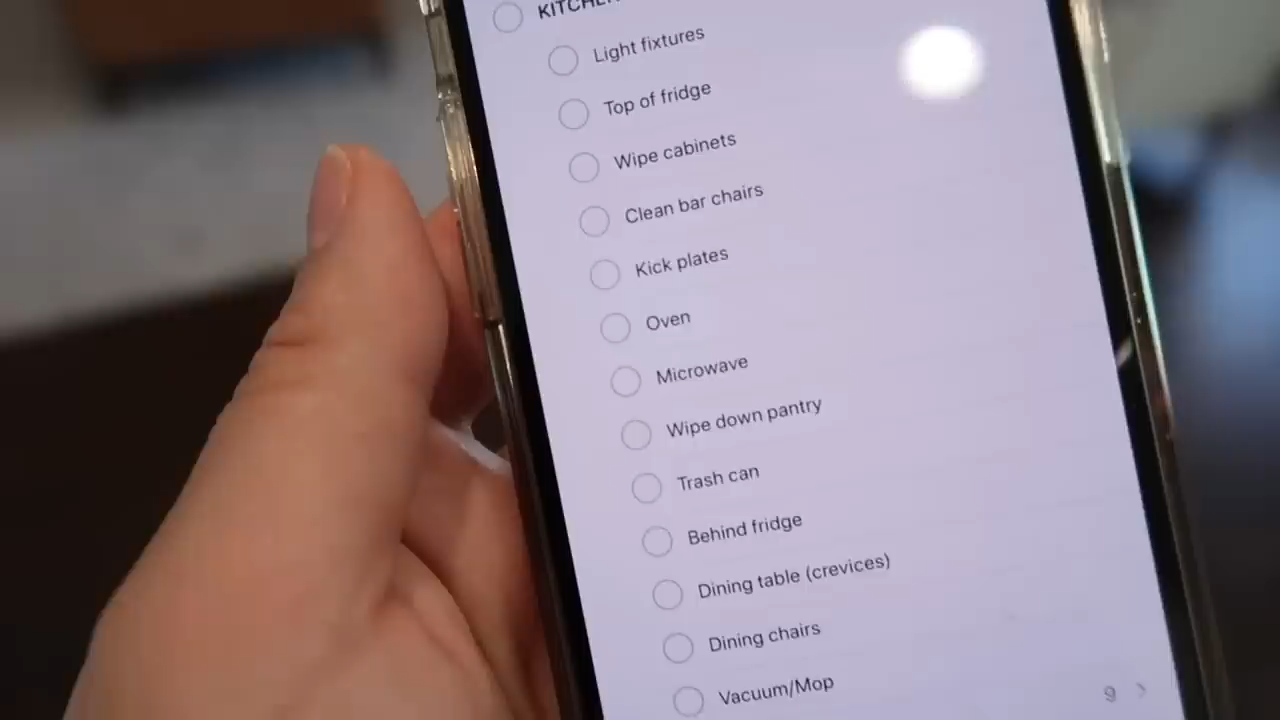 KITCHEN
Light fixtures
Top of fridge
Wipe cabinets
Clean bar chairs
Kick plates
Oven
Microwave
Wipe down pantry
Trash can
Behind fridge
Dining table (crevices)
Dining chairs
Vacuum/Mop
9